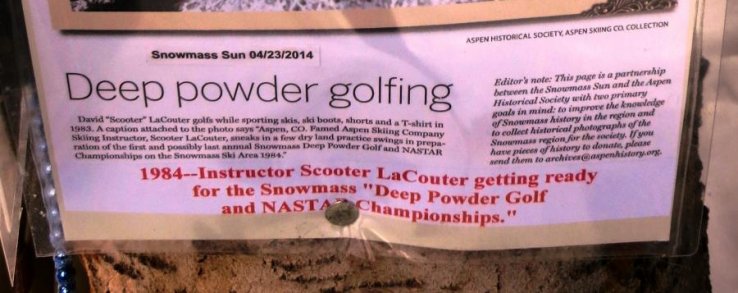 ASPEN HISTORICAL SOCIETY, ASPEN SKIING CO. COLLECTION
Snowmass Sun 04/23/2014
Deep powder golfing
David "Scooter" LaCouter golfs while sporting skis, ski boots, shorts and a T-shirt in
1983. A caption attached to the photo says "Aspen, CO. Famed Aspen Skiing Company
Skiing Instructor, Scooter LaCouter, sneaks in a few dry land practice swings in prepa-
ration of the first and possibly last annual Snowmass Deep Powder Golf and NASTAR
Championships on the Snowmass Ski Area 1984."
Editor's note: This page is a partnership
between the Snowmass Sun and the Aspen
Historical Society with two primary
goals in mind: to improve the knowledge
of Snowmass history in the region and
to collect historical photographs of the
Snowmass region for the society. If you
have pieces of history to donate, please
send them to archives@aspenhistory.org.
1984--Instructor Scooter LaCouter getting ready
for the Snowmass "Deep Powder Golf
and NASTAR Championships."